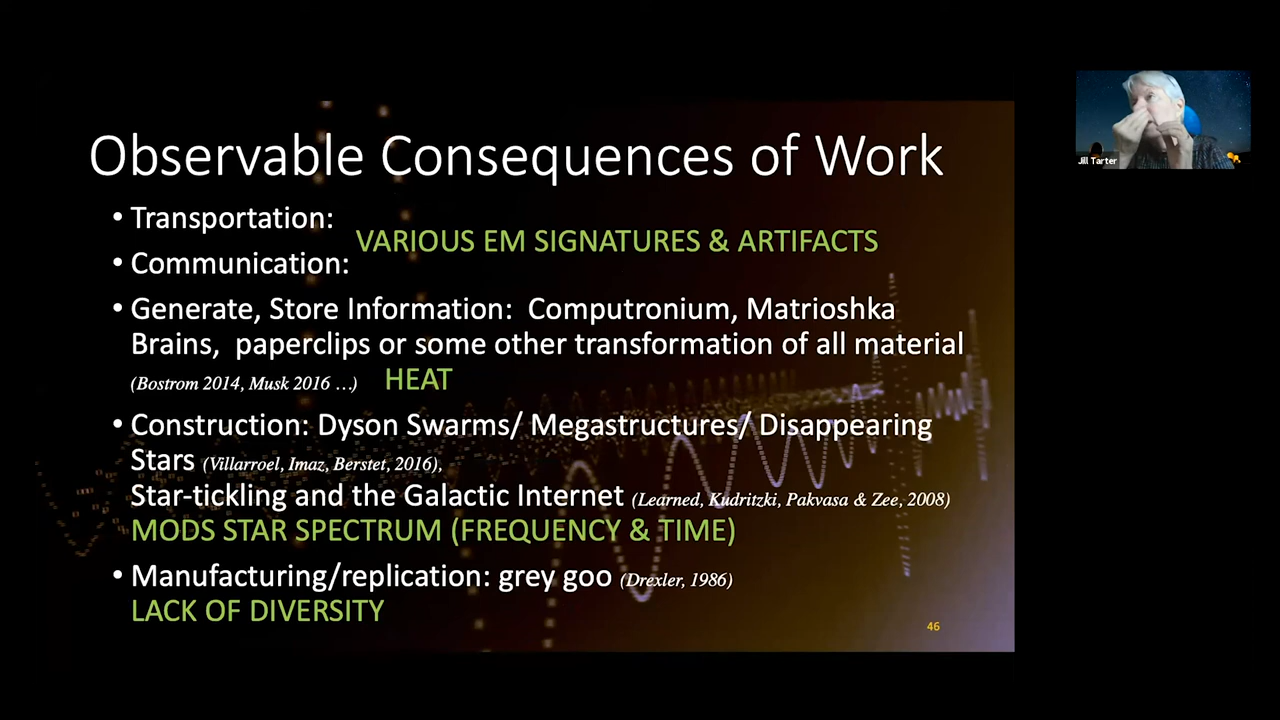 Observable Consequences of Work
• Transportation:
VARIOUS EM SIGNATURES & ARTIFACTS
• Communication:
• Generate, Store Information: Computronium, Matrioshka
Brains, paperclips or some other transformation of all material
(Bostrom 2014, Musk 2016 …) HEAT
• Construction: Dyson Swarms/ Megastructures/ Disappearing
Stars (Villarroel, Imaz, Berstet, 2016),
Star-tickling and the Galactic Internet (Learned, Kudritzki, Pakvasa & Zee, 2008)
MODS STAR SPECTRUM (FREQUENCY & TIME)
• Manufacturing/replication: grey goo (Drexler, 1986)
LACK OF DIVERSITY
46
Jill Tarter